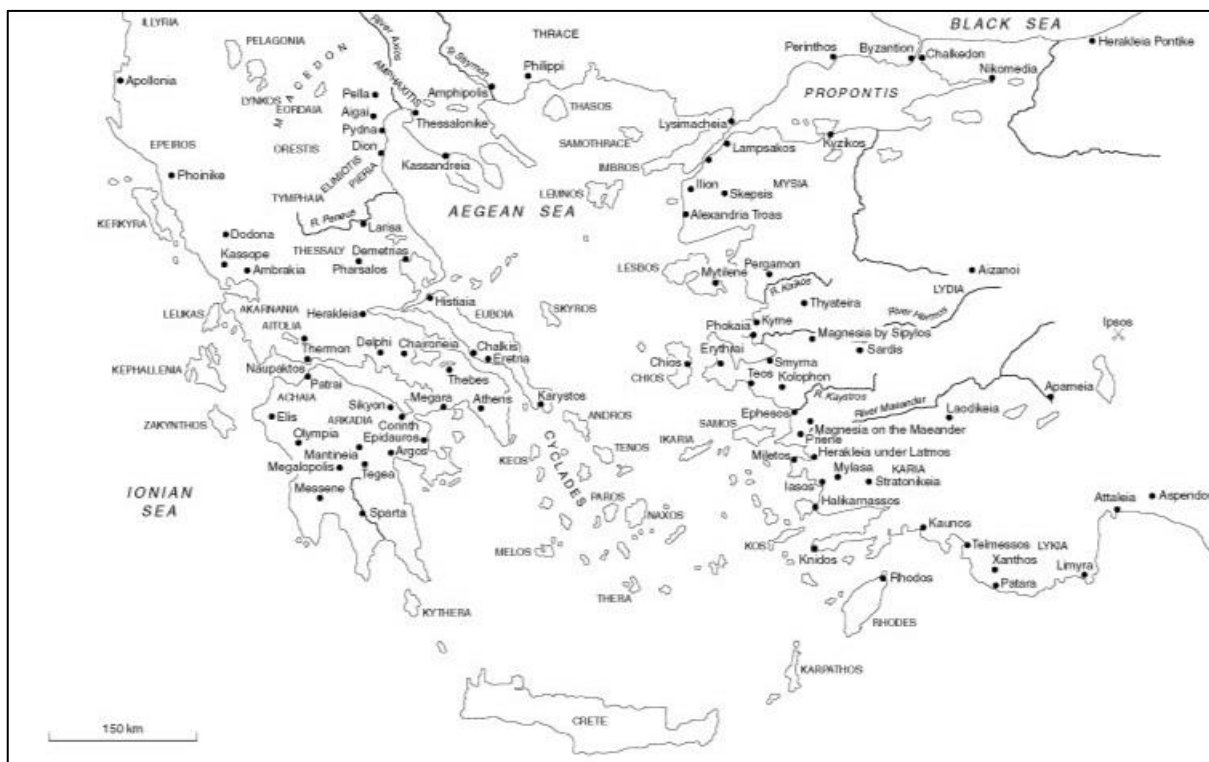 ILLYRIA
BLACK SEA
PELAGONIA
THRACE
Herakleia Pontike
River Axios
R. Strymon
Perinthos
Byzantion
Chalkedon
Apollonia
MACEDON
LYNKOS
EORDAIA
AMPHAXITIS
Philippi
Nikomedia
Pella
Amphipolis
THASOS
PROPONTIS
Aigai
Thessalonike
Lysimacheia
Pydna
SAMOTHRACE
Kyzikos
EPEIROS
ORESTIS
Dion
IMBROS
Lampsakos
ELIMIOTIS
PIERIA
Kassandreia
Phoinike
TYMPHAIA
LEMNOS
Ilion
MYSIA
Skepsis
KERKYRA
R. Peneus
AEGEAN SEA
Alexandria Troas
Dodona
Larisa
THESSALY
Demetrias
Kassope
Pharsalos
LESBOS
Pergamon
Ambrakia
Mytilene
Aizanoi
Histiaia
LYDIA
AKARNANIA
LEUKAS
Herakleia
EUBOIA
SKYROS
Thyateira
River Hermos
AITOLIA
Kyme
Phokaia
Magnesia by Sipylos
Ipsos
Delphi
Chaironeia
Chalkis
Erythrai
Thermon
Eretria
Chios
Smyrna
Sardis
KEPHALLENIA
Naupaktos
Thebes
CHIOS
Teos
Kolophon
Patrai
R. Kaystros
Apameia
ACHAIA
Sikyon
Megara
Athens
Karystos
River Maiander
Elis
ARKADIA
Corinth
Ephesos
Laodikeia
ZAKYNTHOS
ANDROS
SAMOS
Magnesia on the Maeander
Olympia
Epidauros
Priene
Mantineia
Argos
KEOS
TENOS
IKARIA
Herakleia under Latmos
Megalopolis
Tegea
CYCLADES
Miletos
Mylasa
KARIA
Messene
Iasos
Stratonikeia
IONIAN
SEA
PAROS
NAXOS
Halikarnassos
Attaleia
Aspendos
Sparta
Kaunos
MELOS
KOS
Telmessos
LYKIA
Knidos
Xanthos
Limyra
THERA
Rhodos
Patara
KYTHERA
RHODES
KARPATHOS
CRETE
150 km